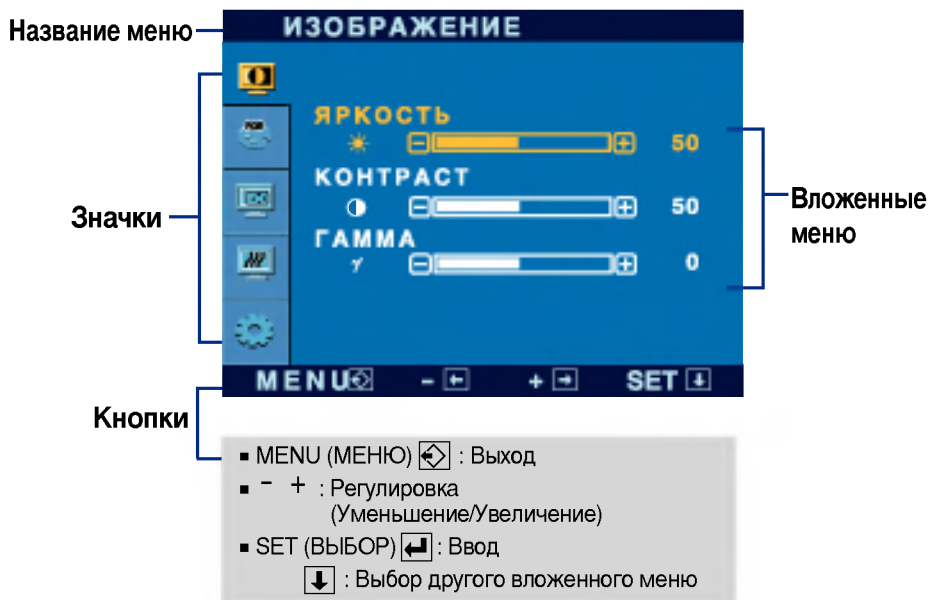 Название меню
ИЗОБРАЖЕНИЕ
Значки
ЯРКОСТЬ
50
КОНТРАСТ
50
ГАММА
0
Вложенные
меню
MENU - + SET
Кнопки
▪ MENU (МЕНЮ) : Выход
▪ - + : Регулировка
(Уменьшение/Увеличение)
▪ SET (ВЫБОР) : Ввод
: Выбор другого вложенного меню